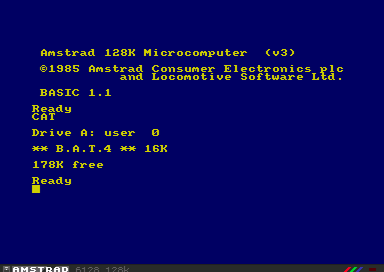 Amstrad 128K Microcomputer (v3)
©1985 Amstrad Consumer Electronics plc
and Locomotive Software Ltd.
BASIC 1.1
Ready
CAT
Drive A: user 0
** B.A.T.4 ** 16K
178K free
Ready
AMSTRAD 6128 128k